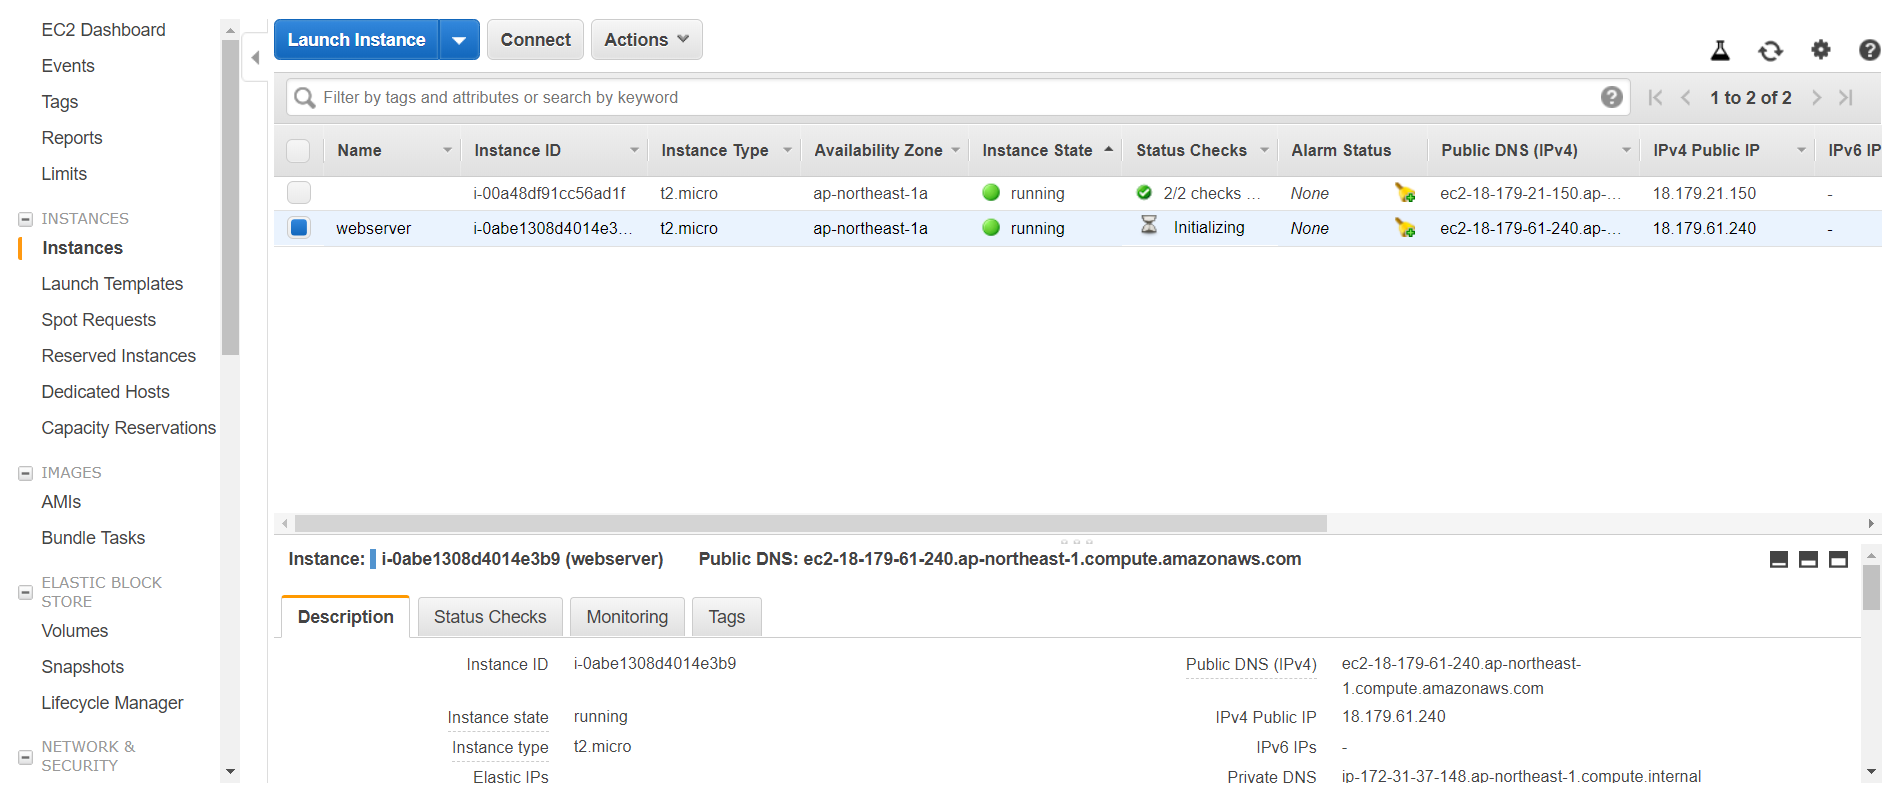 EC2 Dashboard
Events
Tags
Reports
Limits
INSTANCES
Instances
Launch Templates
Spot Requests
Reserved Instances
Dedicated Hosts
Capacity Reservations
IMAGES
AMIs
Bundle Tasks
ELASTIC BLOCK
STORE
Volumes
Snapshots
Lifecycle Manager
NETWORK &
SECURITY
Launch Instance Connect Actions
Filter by tags and attributes or search by keyword 1 to 2 of 2
Name Instance ID Instance Type Availability Zone Instance State Status Checks Alarm Status Public DNS (IPv4) IPv4 Public IP IPv6 IP
i-00a48df91cc56ad1f t2.micro ap-northeast-1a running 2/2 checks ... None ec2-18-179-21-150.ap-... 18.179.21.150 -
webserver i-0abe1308d4014e3... t2.micro ap-northeast-1a running Initializing None ec2-18-179-61-240.ap-... 18.179.61.240 -
Instance: i-0abe1308d4014e3b9 (webserver) Public DNS: ec2-18-179-61-240.ap-northeast-1.compute.amazonaws.com
Description Status Checks Monitoring Tags
Instance ID i-0abe1308d4014e3b9
Instance state running
Instance type t2.micro
Elastic IPs
Public DNS (IPv4) ec2-18-179-61-240.ap-northeast-
1.compute.amazonaws.com
IPv4 Public IP 18.179.61.240
IPv6 IPs -
Private DNS ip-172-31-37-148.ap-northeast-1.compute.internal